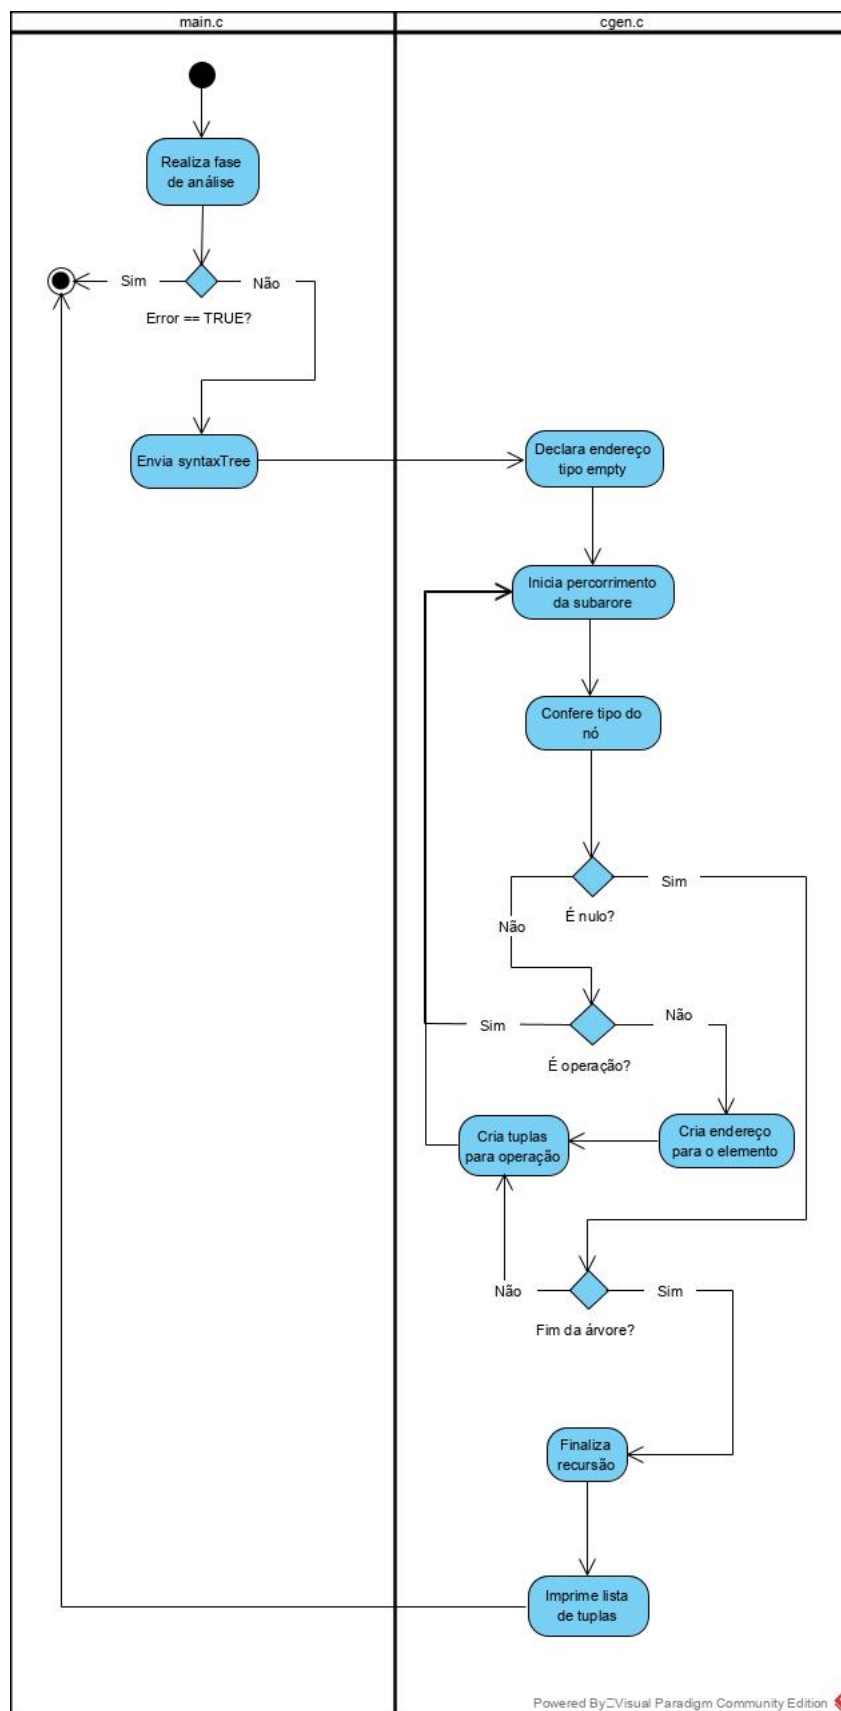 main.c
cgen.c
Realiza fase
de análise
Sim
Não
Error == TRUE?
Envia syntaxTree
Declara endereço
tipo empty
Inicia percorrimento
da subarore
Confere tipo do
nó
Sim
É nulo?
Não
Sim
Não
É operação?
Cria tuplas
para operação
Cria endereço
para o elemento
Não
Sim
Fim da árvore?
Finaliza
recursão
Imprime lista
de tuplas
Powered By Visual Paradigm Community Edition